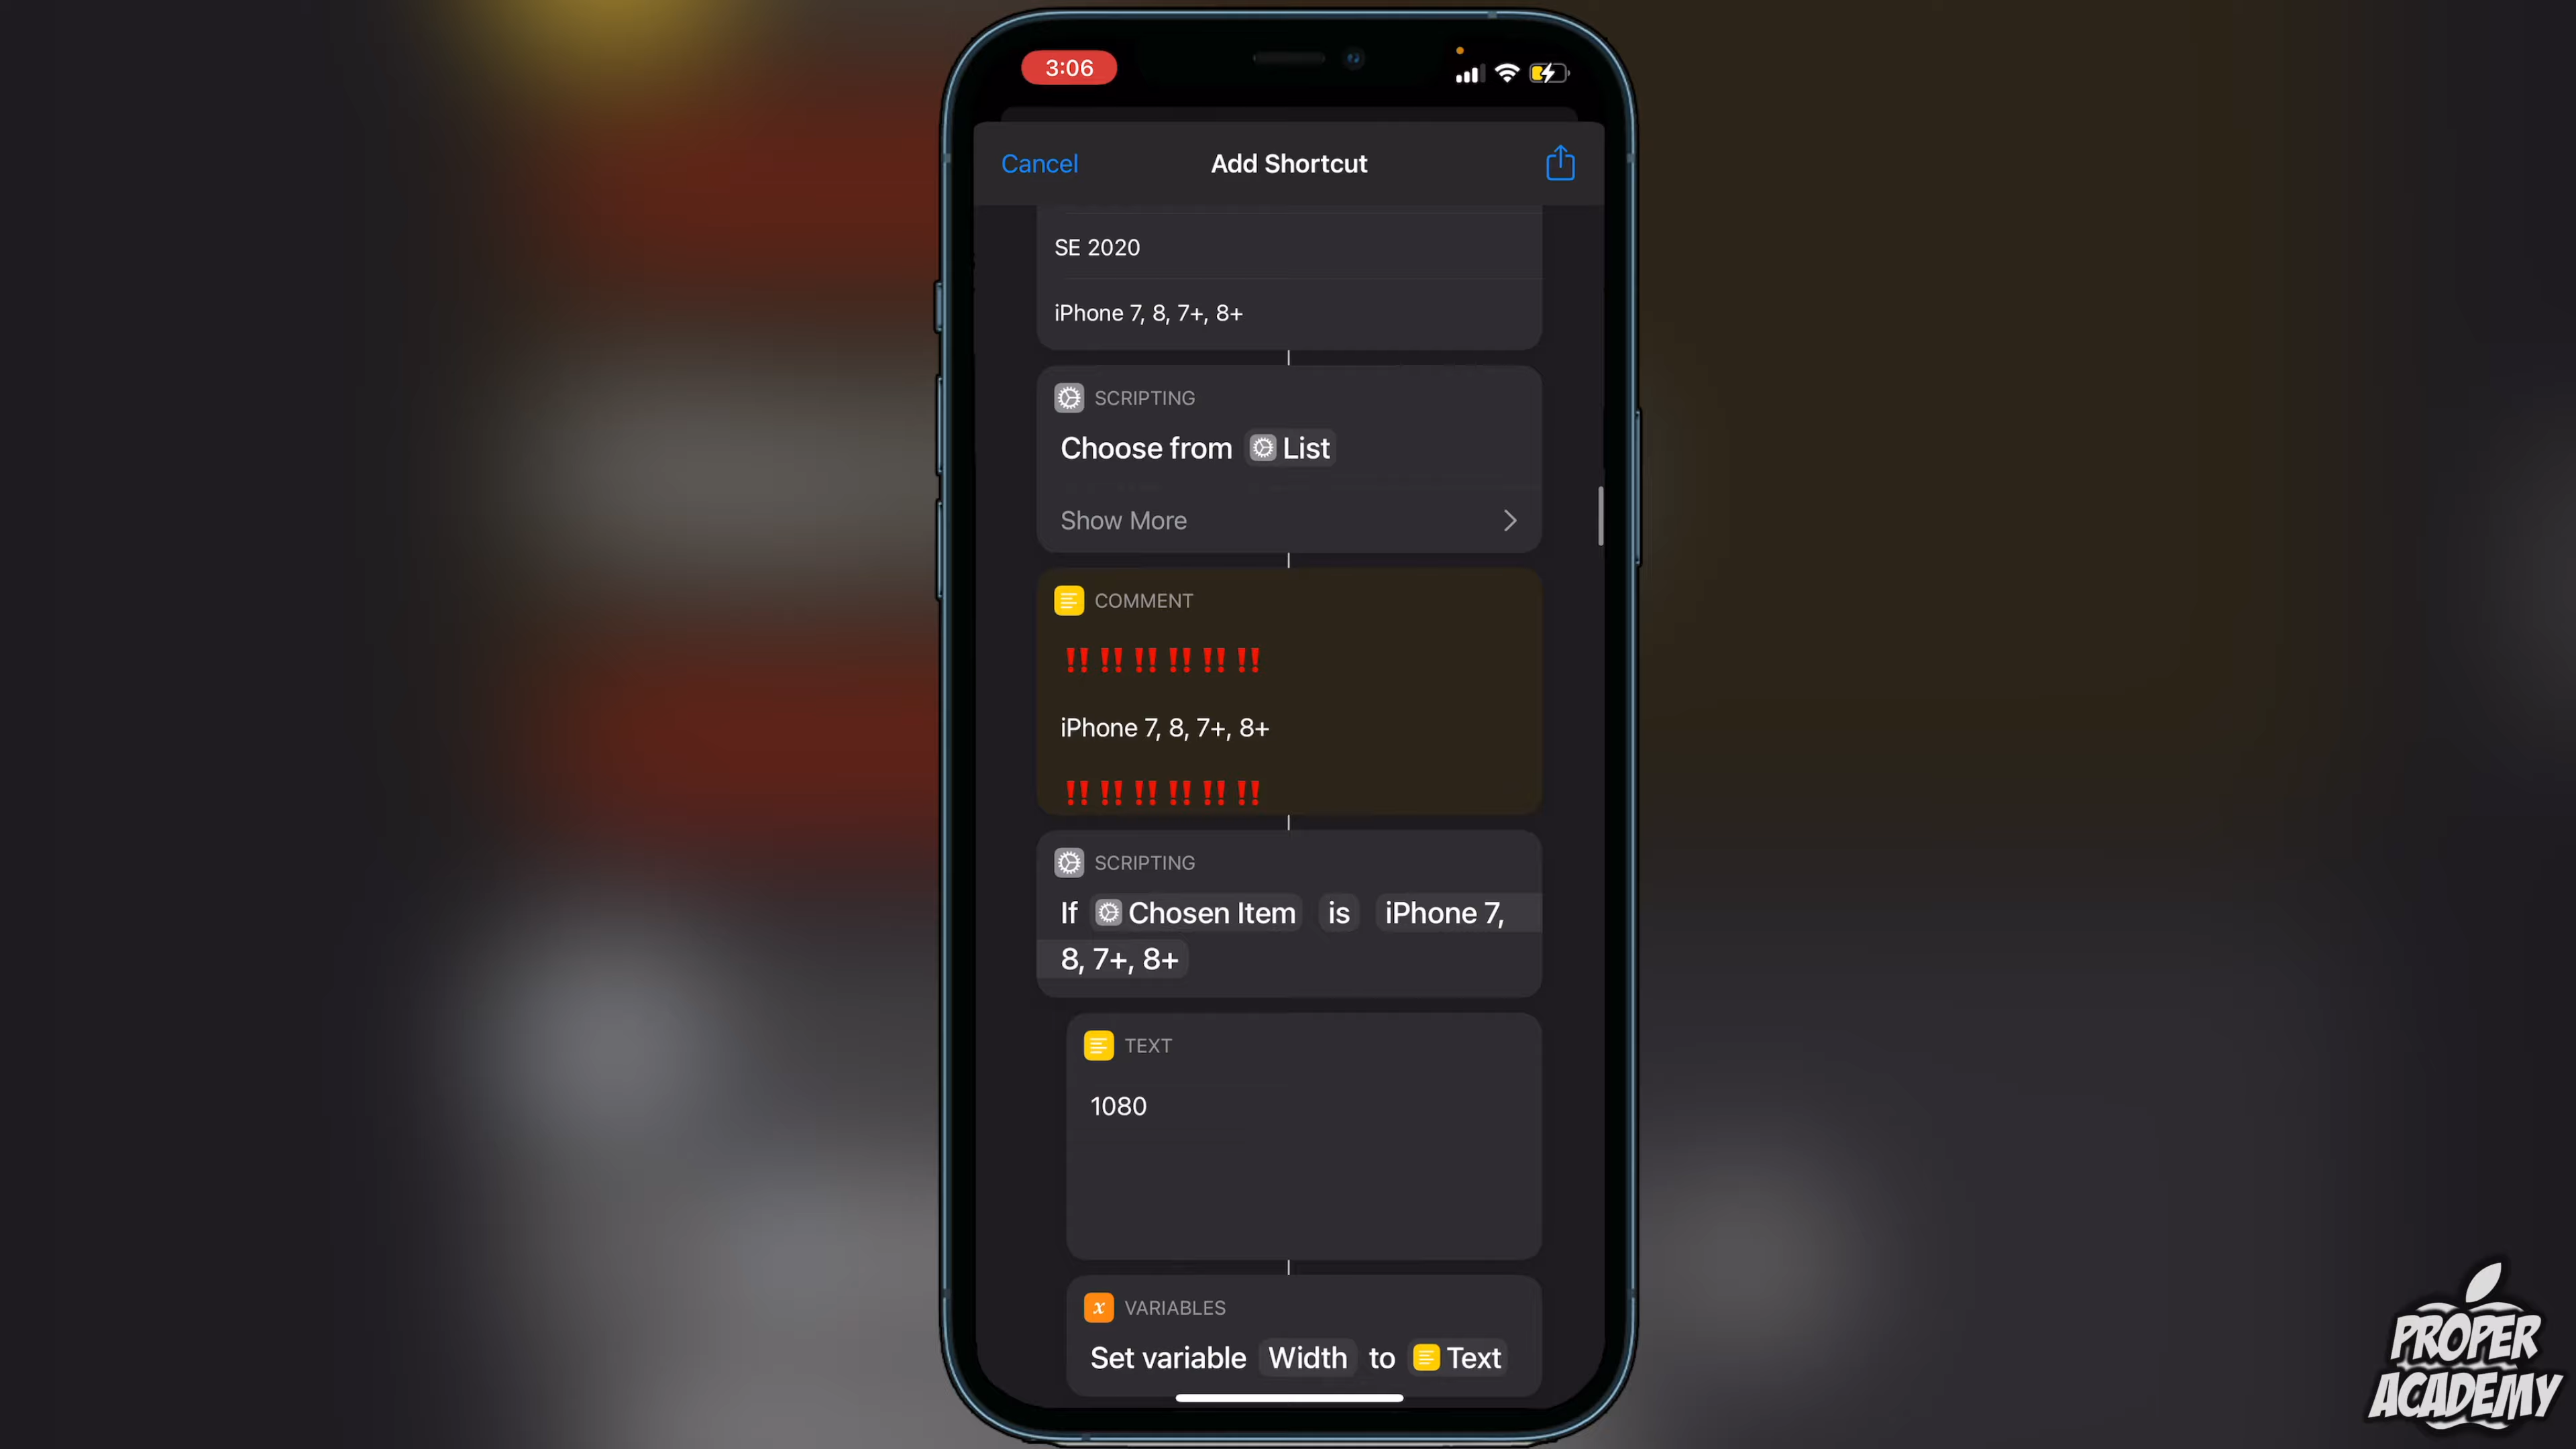 3:06
Cancel
Add Shortcut
SE 2020
iPhone 7, 8, 7+, 8+
SCRIPTING
Choose from List
Show More
COMMENT
‼️‼️‼️‼️‼️‼️
iPhone 7, 8, 7+, 8+
‼️‼️‼️‼️‼️‼️
SCRIPTING
If Chosen Item is iPhone 7,
8, 7+, 8+
TEXT
1080
VARIABLES
Set variable Width to Text
PROPER
ACADEMY